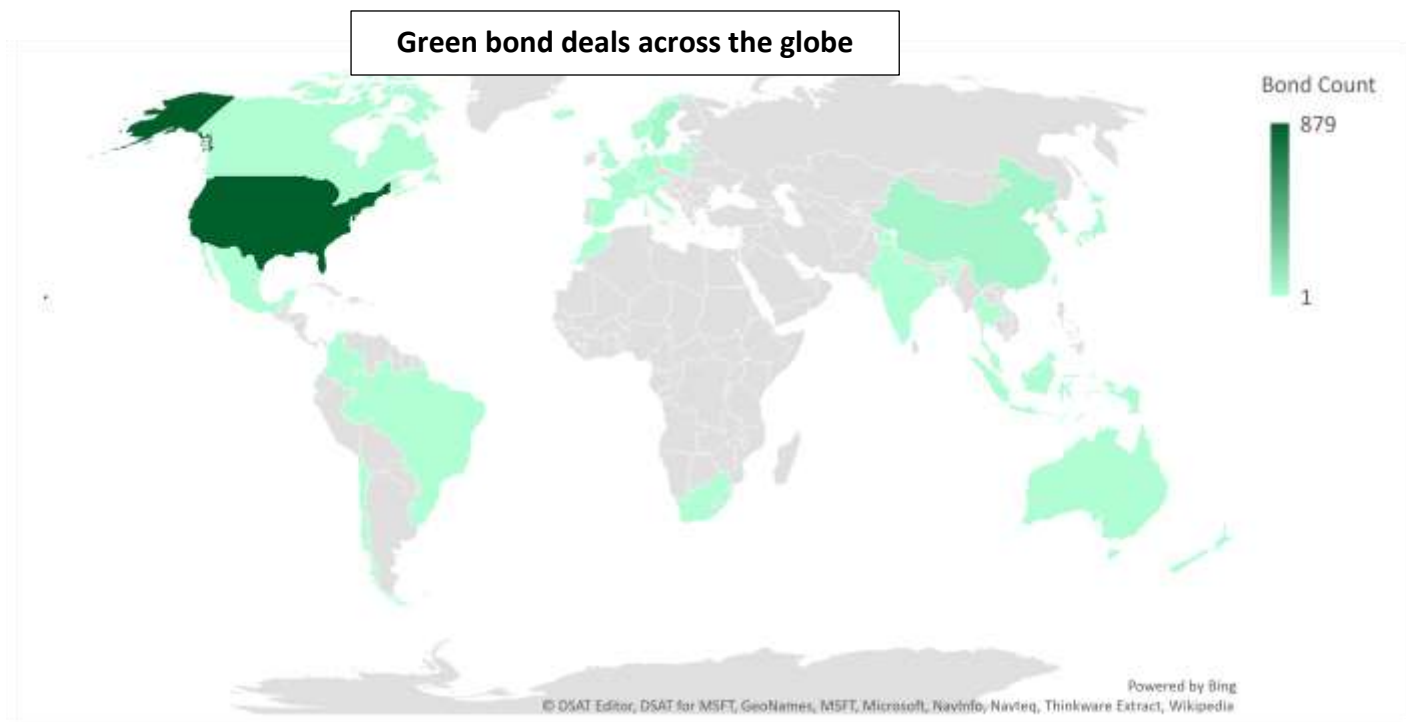 Green bond deals across the globe
Bond Count
879
1
Powered by Bing
© DSAT Editor, DSAT for MSFT, GeoNames, MSFT, Microsoft, NavInfo, Navteq, Thinkware Extract, Wikipedia